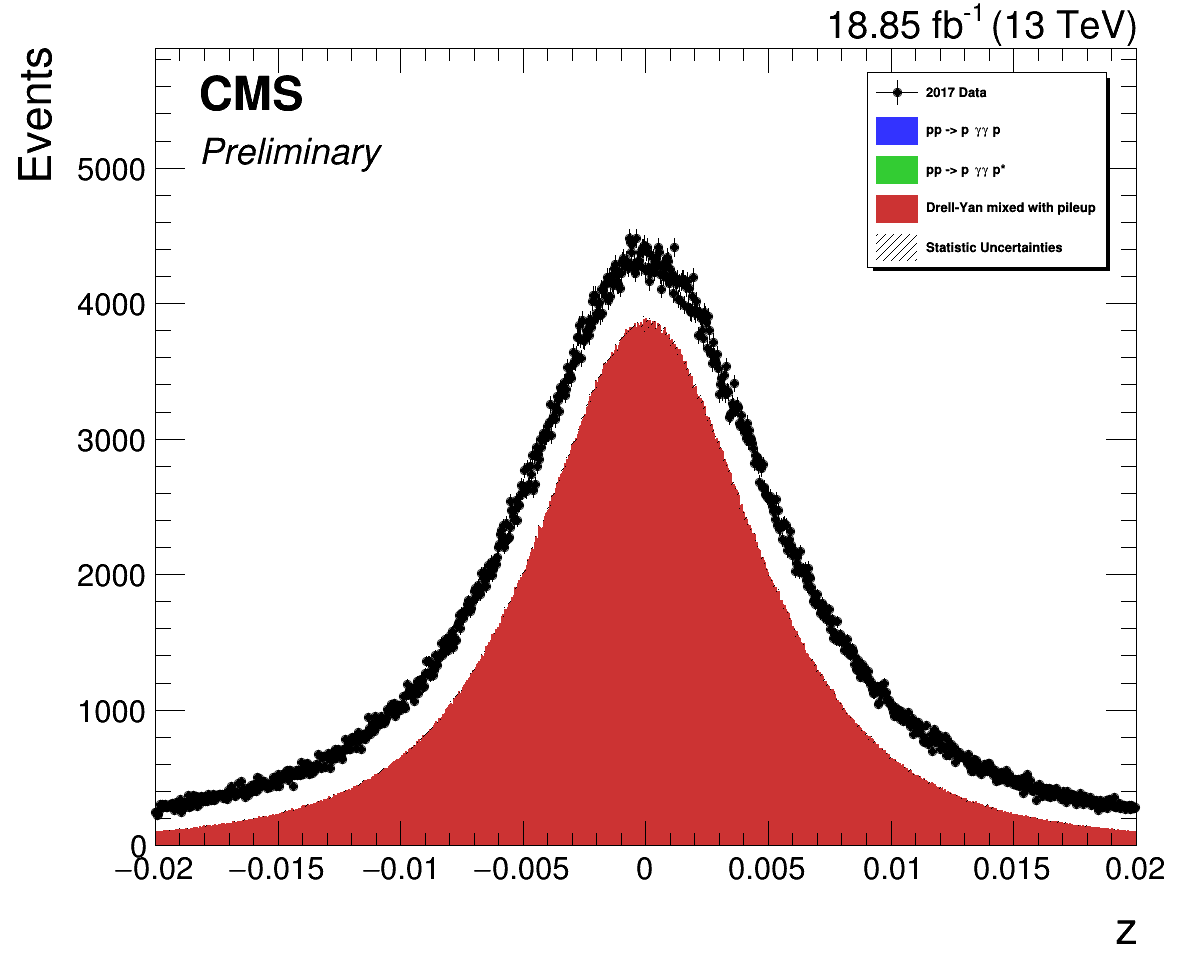 18.85 fb⁻¹ (13 TeV)
Events
CMS
Preliminary
2017 Data
pp -> p γγ p
pp -> p γγ p*
Drell-Yan mixed with pileup
Statistic Uncertainties
5000
4000
3000
2000
1000
0
−0.02 −0.015 −0.01 −0.005 0 0.005 0.01 0.015 0.02
z